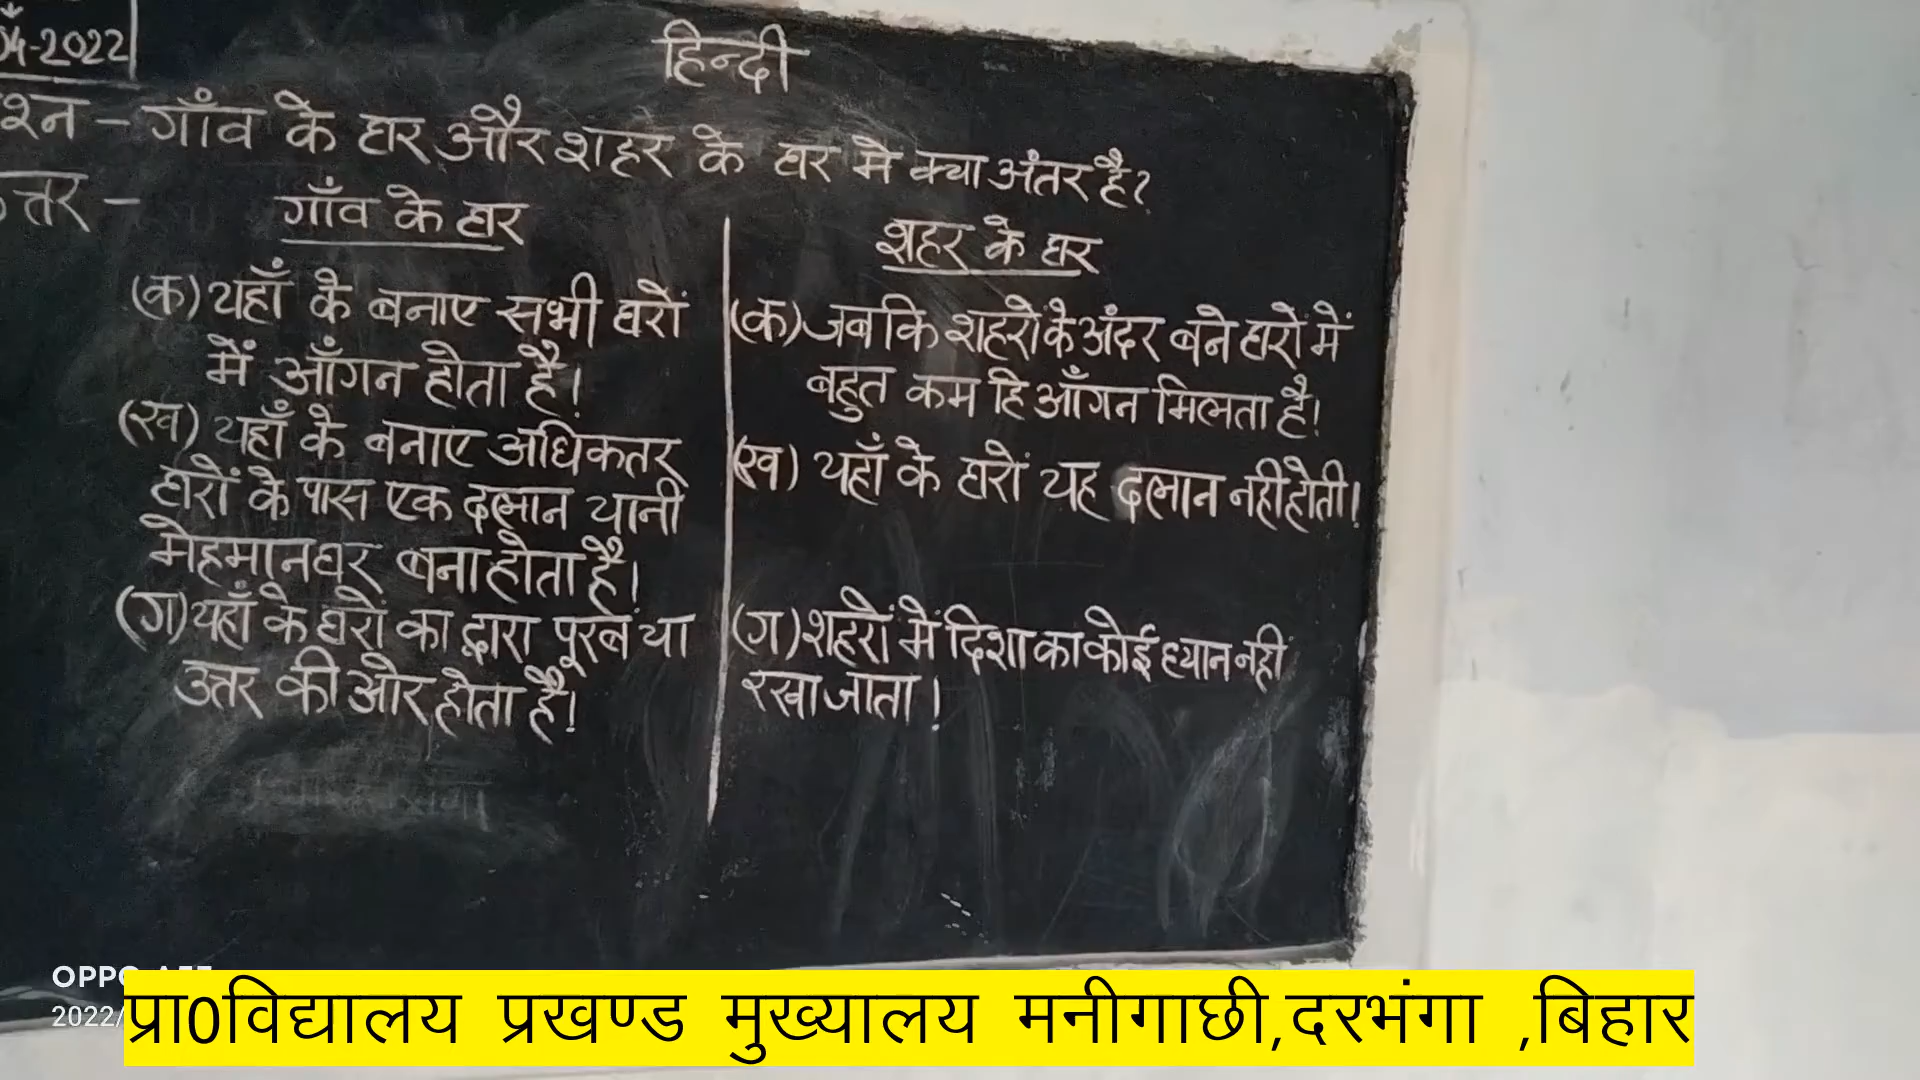 04-2022
हिन्दी
श्न - गाँव के घर और शहर के घर मे क्या अंतर है?
त्तर -
गाँव के घर
(क) यहाँ के बनाए सभी घरों
में आँगन होता है।
(ख) यहाँ के बनाए अधिकतर
घरों के पास एक दलान यानी
मेहमानघर बना होता है।
(ग) यहाँ के घरों का द्वारा पूरब या
उत्तर की ओर होता है।
शहर के घर
(क) जबकि शहरों के अंदर बने घरों में
बहुत कम हि आँगन मिलता है।
(ख) यहाँ के घरों यह दलान नही होती।
(ग) शहरों में दिशा का कोई ध्यान नही
रखा जाता।
OPPO
2022/
प्रा0विद्यालय प्रखण्ड मुख्यालय मनीगाछी,दरभंगा ,बिहार